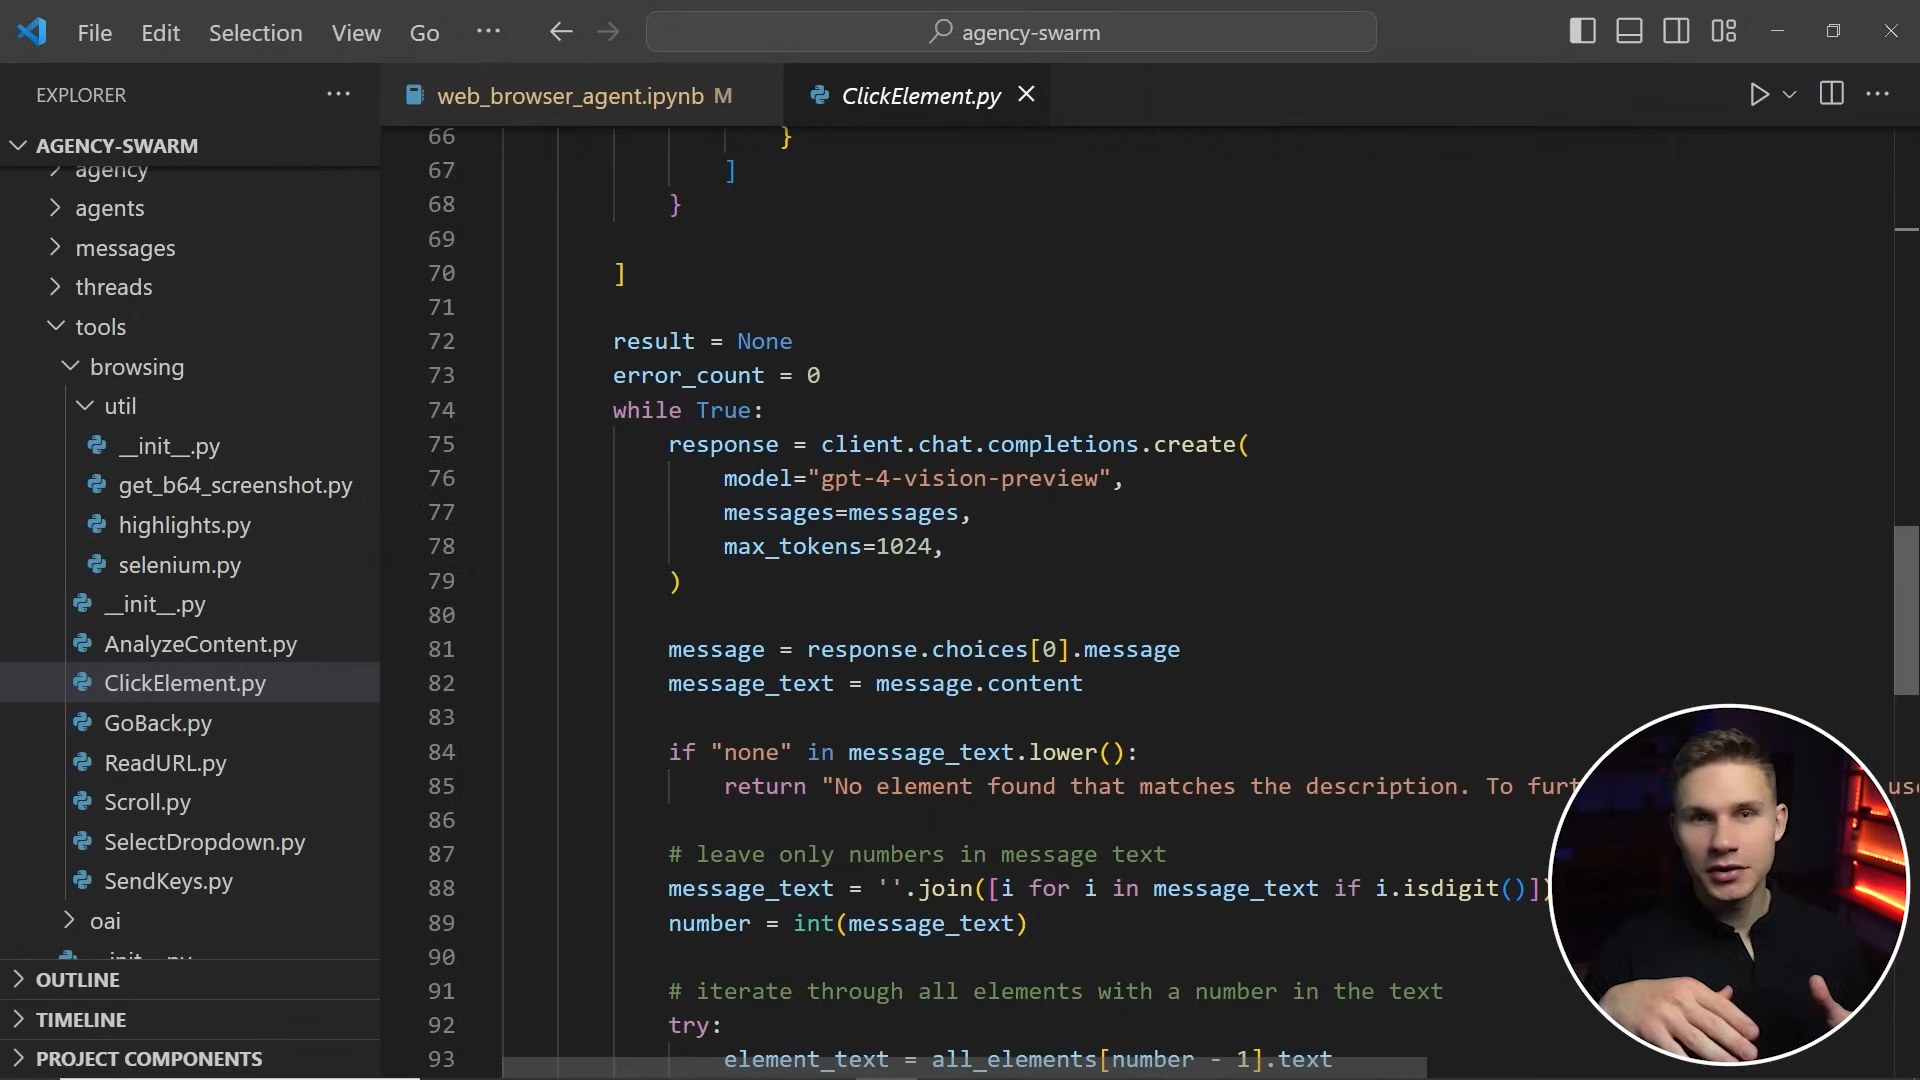 File Edit Selection View Go ··· agency-swarm
EXPLORER ···
web_browser_agent.ipynb M
ClickElement.py
AGENCY-SWARM
agency
agents
messages
threads
tools
browsing
util
__init__.py
get_b64_screenshot.py
highlights.py
selenium.py
__init__.py
AnalyzeContent.py
ClickElement.py
GoBack.py
ReadURL.py
Scroll.py
SelectDropdown.py
SendKeys.py
oai
__init__.py
OUTLINE
TIMELINE
PROJECT COMPONENTS
66 }
67 ]
68 }
69
70 ]
71
72 result = None
73 error_count = 0
74 while True:
75 response = client.chat.completions.create(
76 model="gpt-4-vision-preview",
77 messages=messages,
78 max_tokens=1024,
79 )
80
81 message = response.choices[0].message
82 message_text = message.content
83
84 if "none" in message_text.lower():
85 return "No element found that matches the description. To
86
87 # leave only numbers in message text
88 message_text = ''.join([i for i in message_text if i.isdigit()])
89 number = int(message_text)
90
91 # iterate through all elements with a number in the text
92 try:
93 element_text = all_elements[number - 1].text